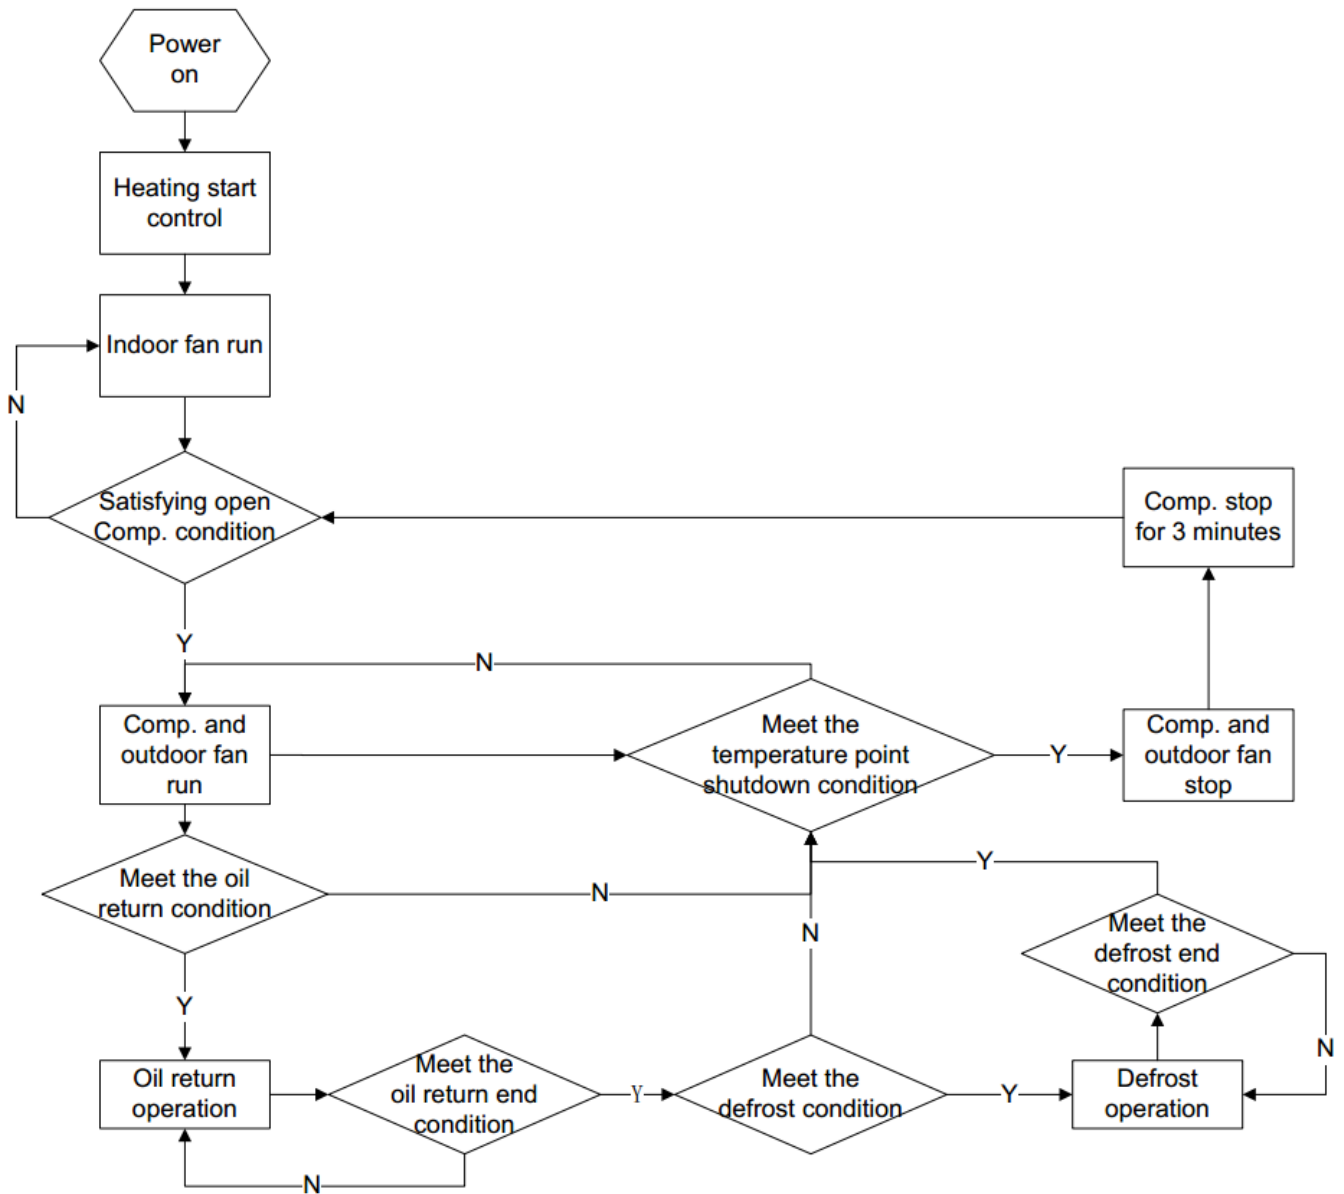 Power
on
Heating start
control
Indoor fan run
N
Satisfying open
Comp. condition
Comp. stop
for 3 minutes
Y
N
Comp. and
outdoor fan
run
Meet the
temperature point
shutdown condition
Y
Comp. and
outdoor fan
stop
Meet the oil
return condition
N
Y
N
Meet the
defrost end
condition
Y
N
Oil return
operation
Meet the
oil return end
condition
Y
Meet the
defrost condition
Y
Defrost
operation
N